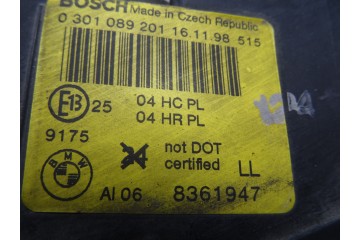 BOSCH Made in Czech Republic
0 301 089 201 16.11.98 515
E13 25 04 HC PL
04 HR PL
9175
not DOT
certified LL
BMW
AI 06 8361947